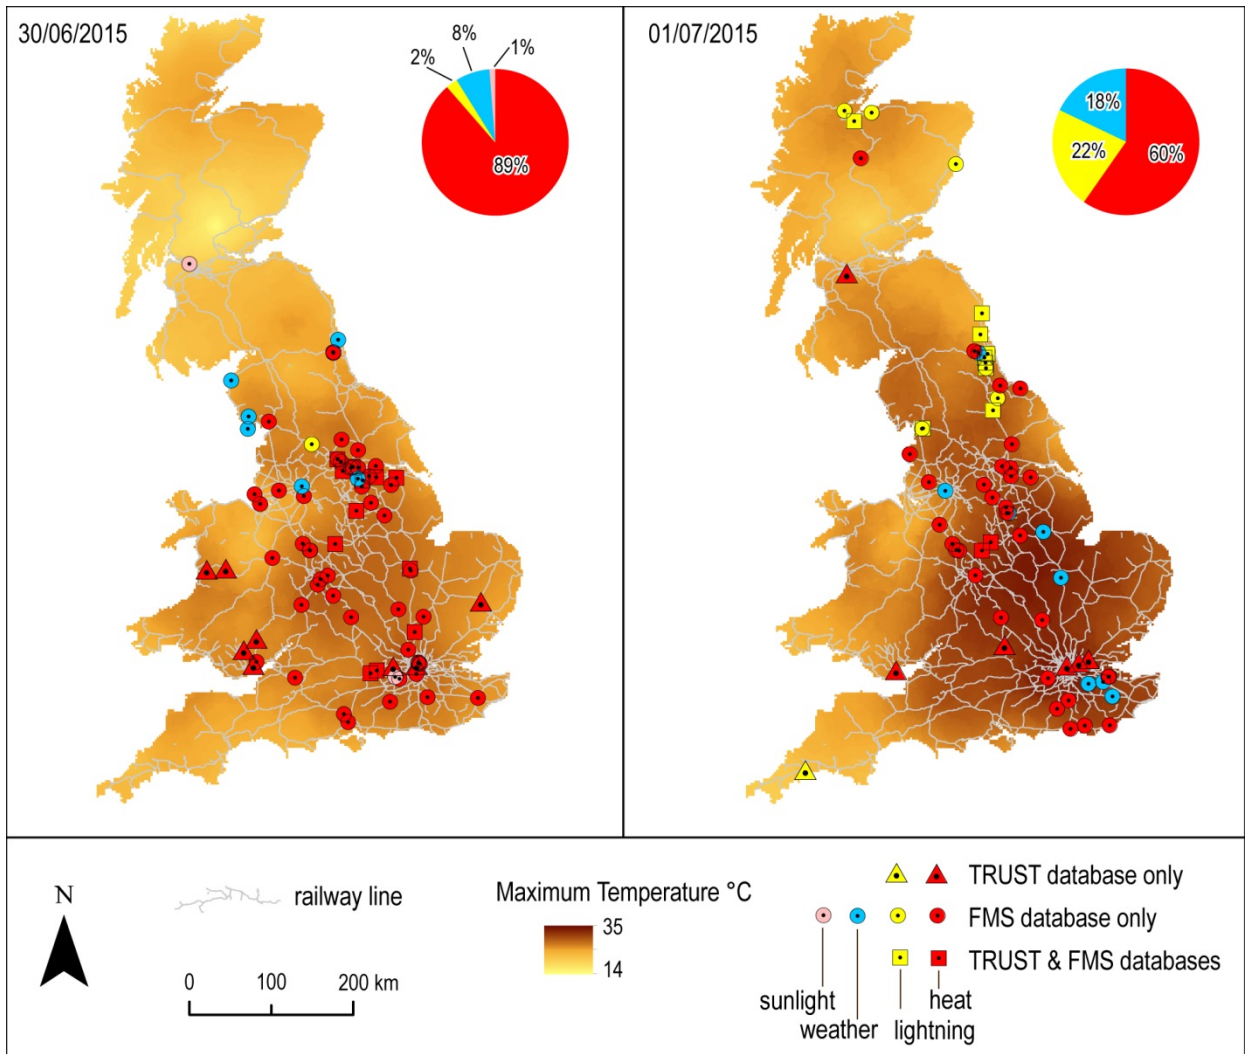 30/06/2015
2%
8%
1%
89%
01/07/2015
18%
22%
60%
N
railway line
0 100 200 km
Maximum Temperature °C
35
14
TRUST database only
FMS database only
TRUST & FMS databases
sunlight
weather
lightning
heat